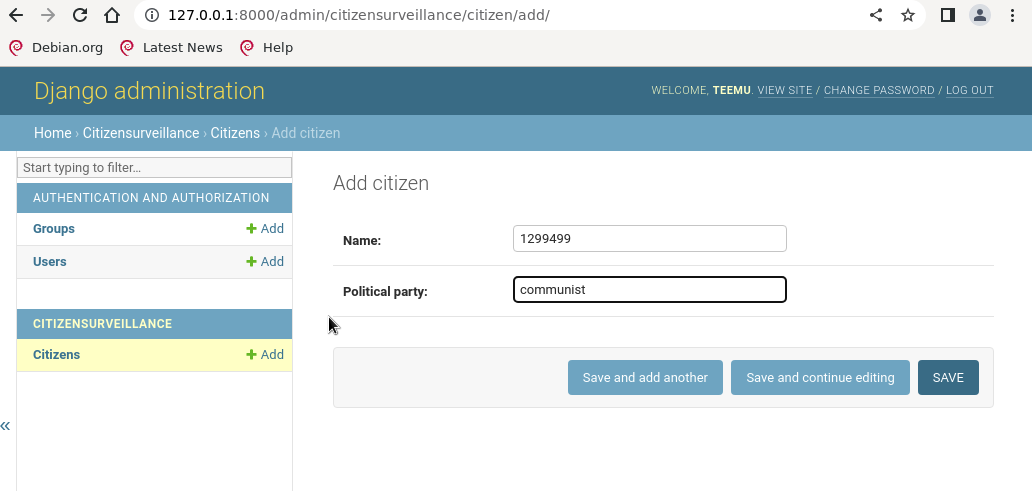 127.0.0.1:8000/admin/citizensurveillance/citizen/add/
Debian.org Latest News Help
Django administration
WELCOME, TEEMU. VIEW SITE / CHANGE PASSWORD / LOG OUT
Home › Citizensurveillance › Citizens › Add citizen
Start typing to filter...
AUTHENTICATION AND AUTHORIZATION
Groups + Add
Users + Add
CITIZENSURVEILLANCE
Citizens + Add
«
Add citizen
Name: 1299499
Political party: communist
Save and add another Save and continue editing SAVE